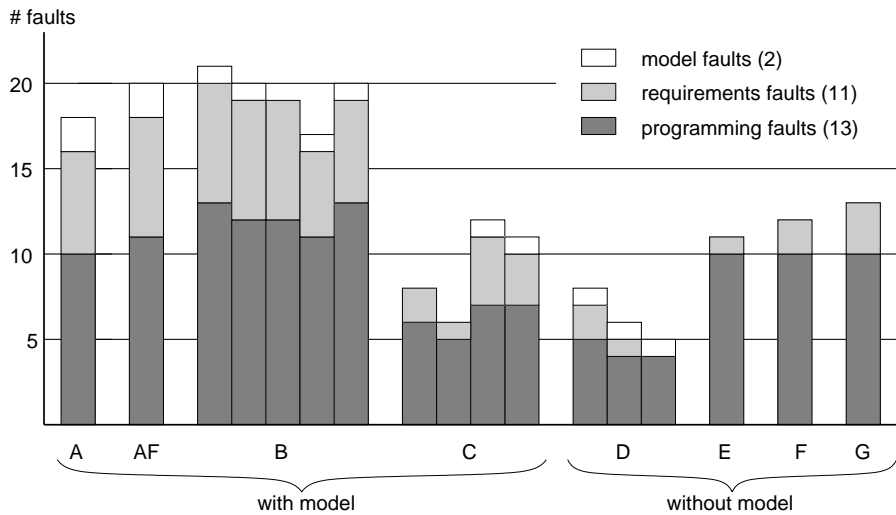 # faults
model faults (2)
20
requirements faults (11)
programming faults (13)
15
10
5
A AF B C D E F G
with model without model